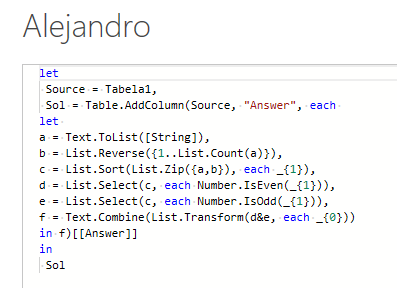 Alejandro
let
Source = Tabela1,
Sol = Table.AddColumn(Source, "Answer", each
let
a = Text.ToList([String]),
b = List.Reverse({1..List.Count(a)}),
c = List.Sort(List.Zip({a,b}), each _{1}),
d = List.Select(c, each Number.IsEven(_{1})),
e = List.Select(c, each Number.IsOdd(_{1})),
f = Text.Combine(List.Transform(d&e, each _{0}))
in f)[[Answer]]
in
Sol